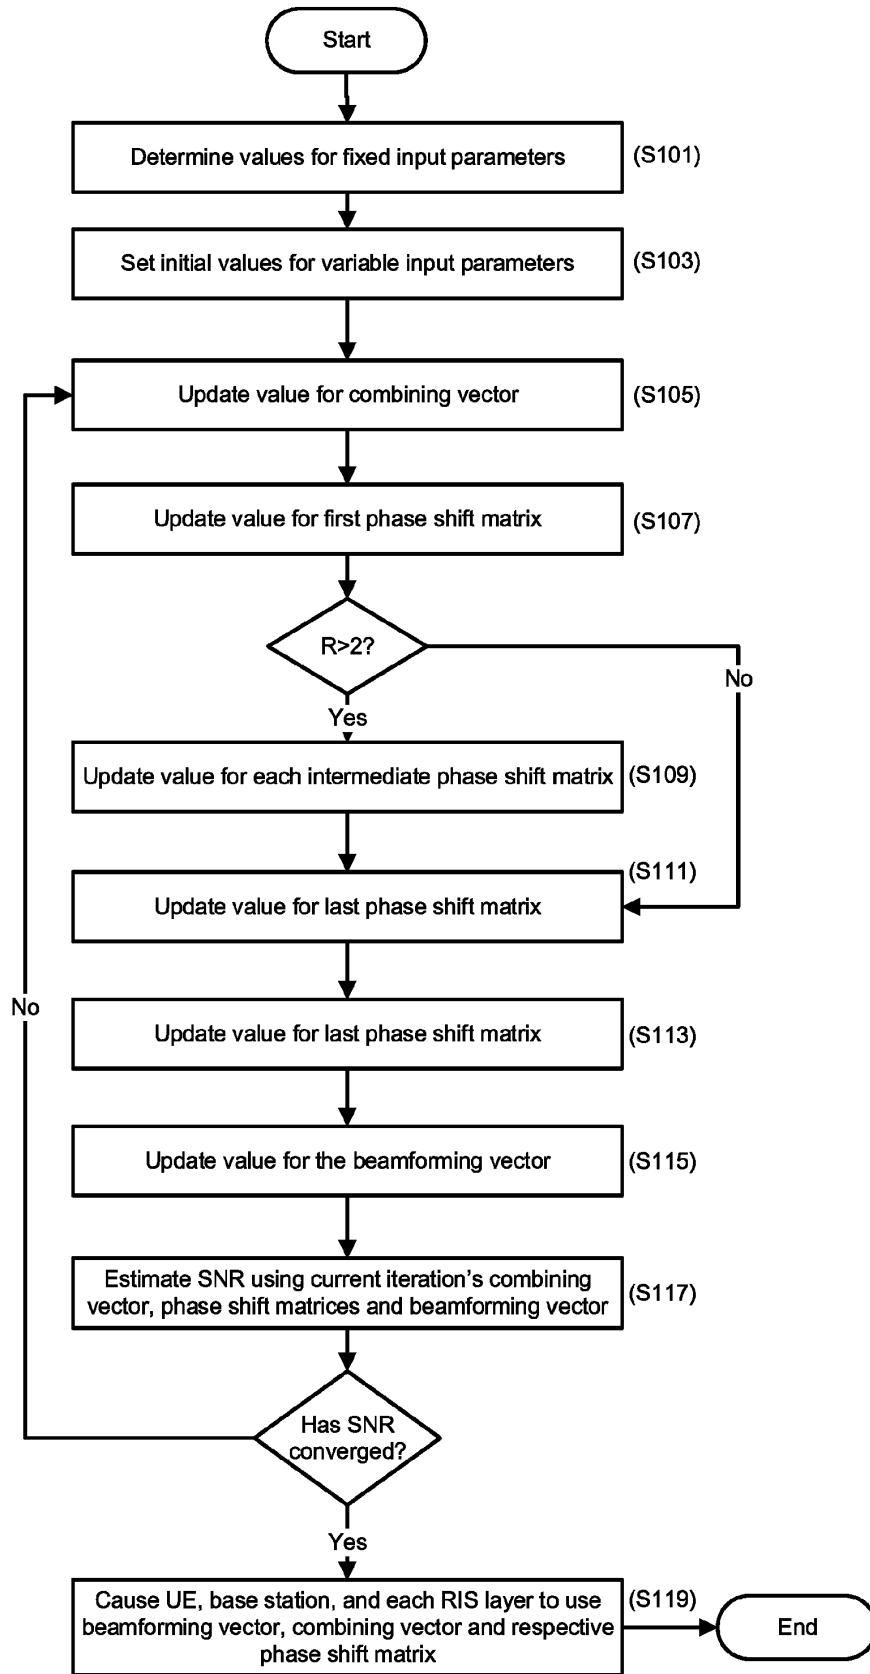 Start
Determine values for fixed input parameters
(S101)
Set initial values for variable input parameters
(S103)
Update value for combining vector
(S105)
Update value for first phase shift matrix
(S107)
R>2?
No
Yes
Update value for each intermediate phase shift matrix
(S109)
(S111)
Update value for last phase shift matrix
No
Update value for last phase shift matrix
(S113)
Update value for the beamforming vector
(S115)
Estimate SNR using current iteration's combining
vector, phase shift matrices and beamforming vector
(S117)
Has SNR
converged?
Yes
Cause UE, base station, and each RIS layer to use
beamforming vector, combining vector and respective
phase shift matrix
(S119)
End